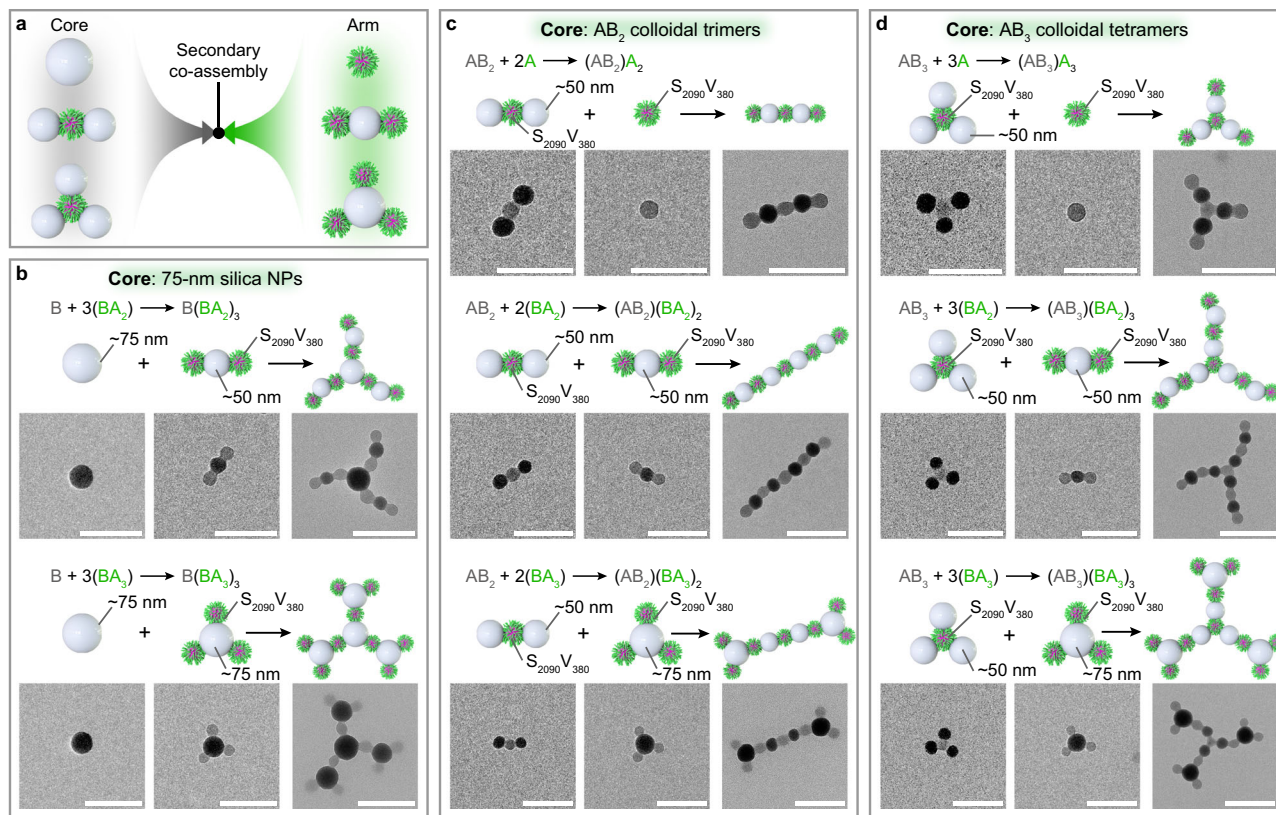 a
Core
Arm
Secondary
co-assembly
b
Core: 75-nm silica NPs
B + 3(BA₂) ⟶ B(BA₂)₃
~75 nm
S₂₀₉₀V₃₈₀
+
~50 nm
B + 3(BA₃) ⟶ B(BA₃)₃
~75 nm
S₂₀₉₀V₃₈₀
+
~75 nm
c
Core: AB₂ colloidal trimers
AB₂ + 2A ⟶ (AB₂)A₂
~50 nm
S₂₀₉₀V₃₈₀
+
S₂₀₉₀V₃₈₀
AB₂ + 2(BA₂) ⟶ (AB₂)(BA₂)₂
~50 nm
S₂₀₉₀V₃₈₀
+
S₂₀₉₀V₃₈₀
~50 nm
AB₂ + 2(BA₃) ⟶ (AB₂)(BA₃)₂
~50 nm
S₂₀₉₀V₃₈₀
+
S₂₀₉₀V₃₈₀
~75 nm
d
Core: AB₃ colloidal tetramers
AB₃ + 3A ⟶ (AB₃)A₃
S₂₀₉₀V₃₈₀
S₂₀₉₀V₃₈₀
+
~50 nm
AB₃ + 3(BA₂) ⟶ (AB₃)(BA₂)₃
S₂₀₉₀V₃₈₀
S₂₀₉₀V₃₈₀
+
~50 nm
~50 nm
AB₃ + 3(BA₃) ⟶ (AB₃)(BA₃)₃
S₂₀₉₀V₃₈₀
S₂₀₉₀V₃₈₀
+
~50 nm
~75 nm